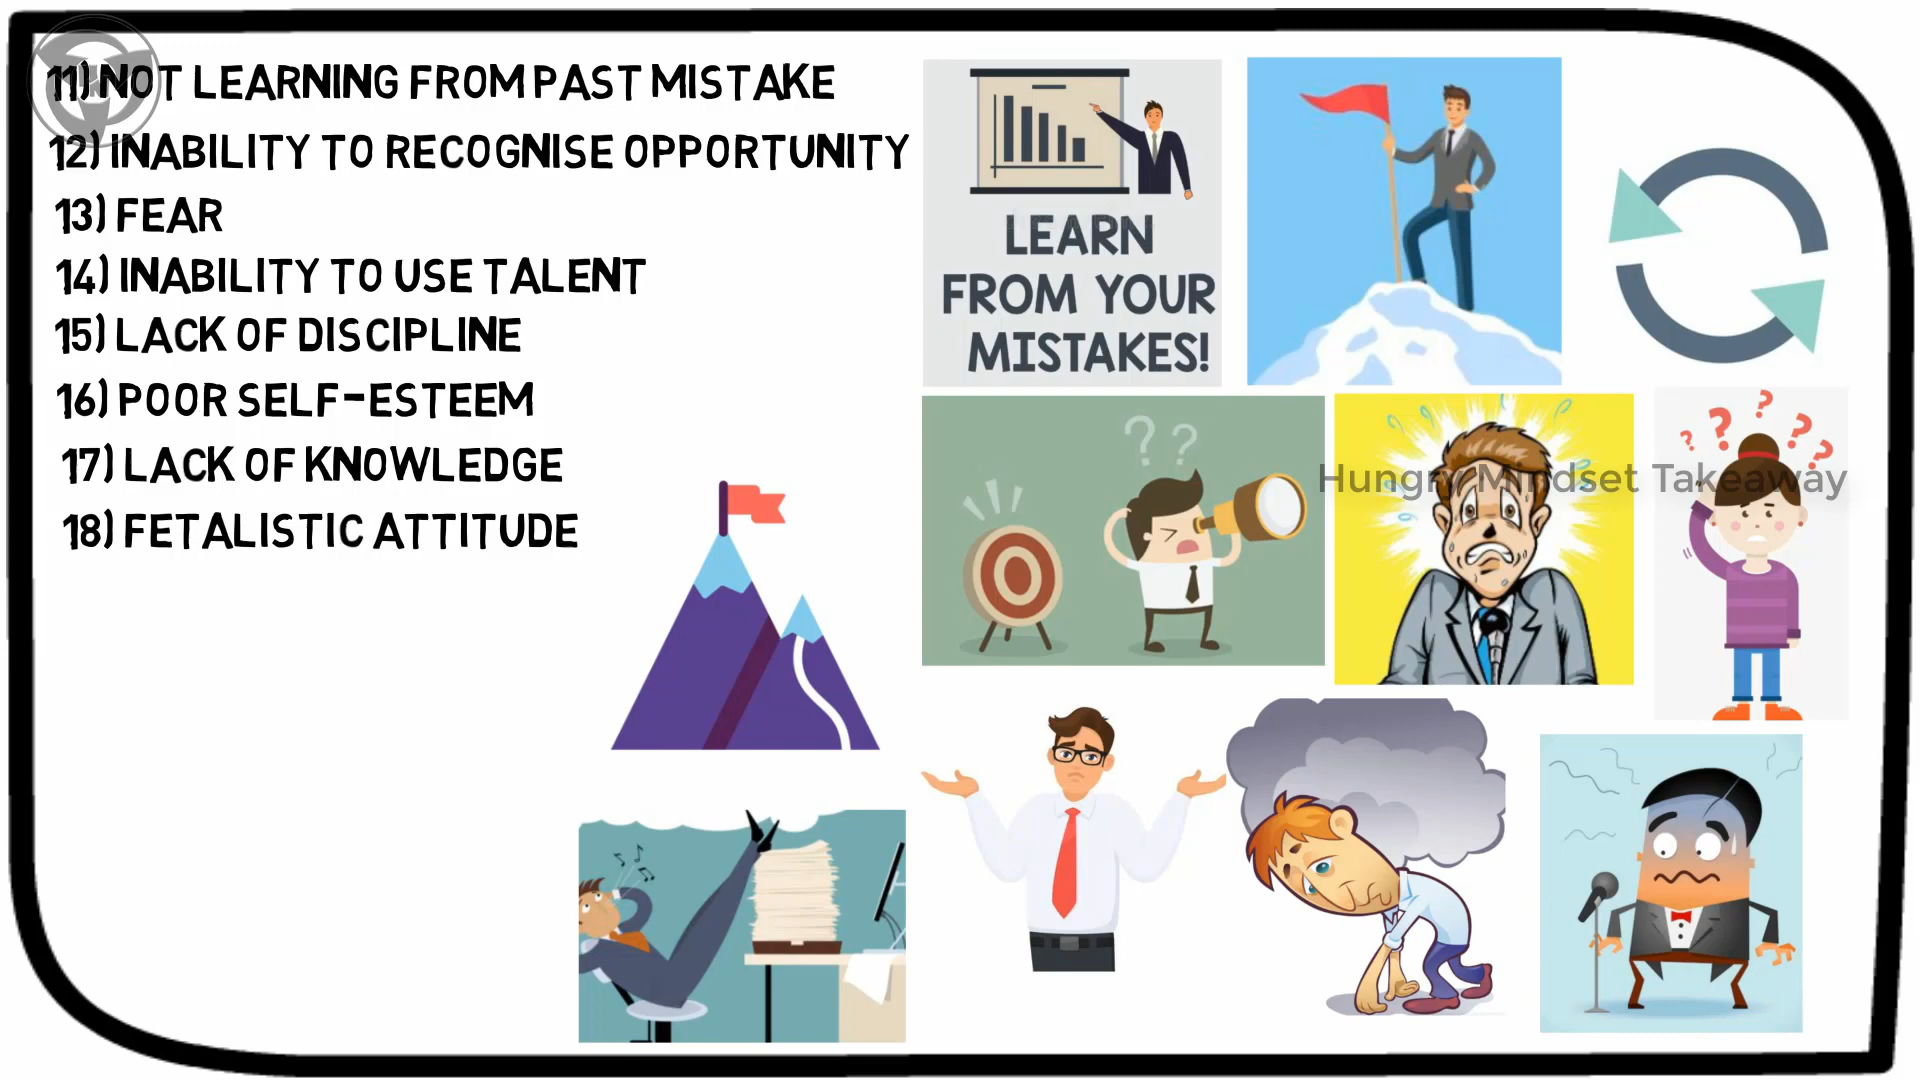 11) NOT LEARNING FROM PAST MISTAKE
12) INABILITY TO RECOGNISE OPPORTUNITY
13) FEAR
14) INABILITY TO USE TALENT
15) LACK OF DISCIPLINE
16) POOR SELF-ESTEEM
17) LACK OF KNOWLEDGE
18) FETALISTIC ATTITUDE
LEARN
FROM YOUR
MISTAKES!
? ?
? ? ? ? ?
Hungry Mindset Takeaway